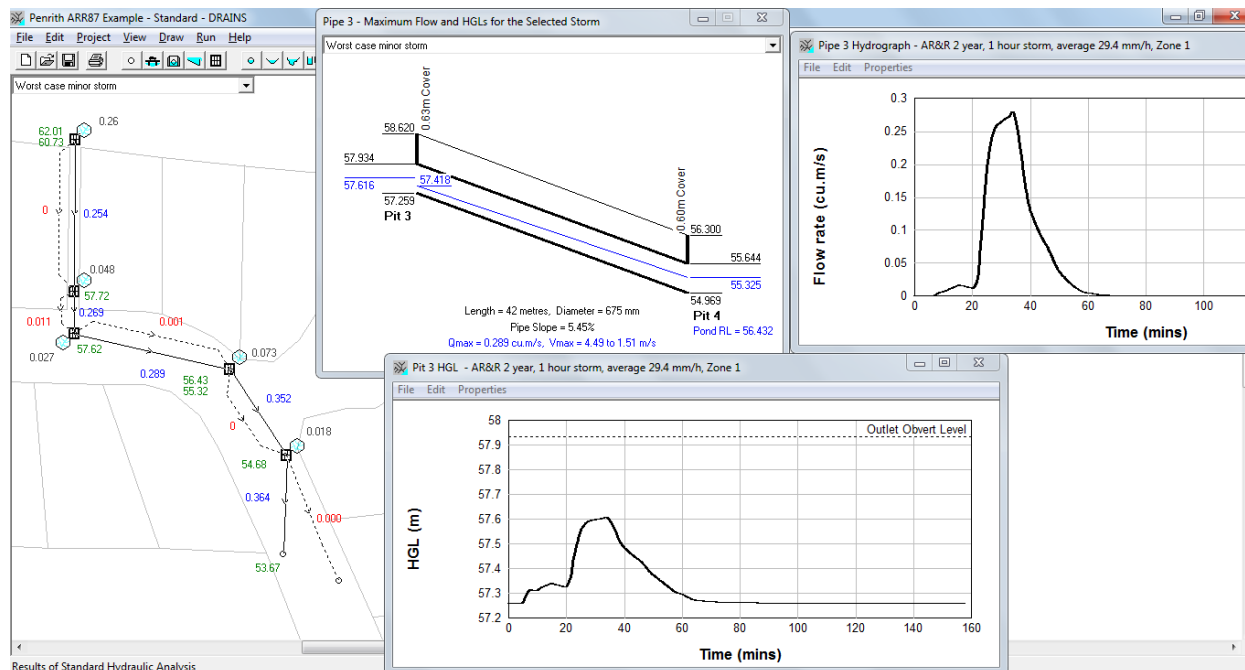 Penrith ARR87 Example - Standard - DRAINS
File Edit Project View Draw Run Help
Worst case minor storm
0.26
62.01
60.73
0
0.254
0.048
57.72
0.011
0.269
0.001
0.027
57.62
0.073
0.289
56.43
55.32
0.352
0
0.018
54.68
0.364
0.000
53.67
Results of Standard Hydraulic Analysis
Pipe 3 - Maximum Flow and HGLs for the Selected Storm
Worst case minor storm
0.63m Cover
58.620
57.934
57.418
57.616
57.259
Pit 3
0.60m Cover
56.300
55.644
55.325
54.969
Pit 4
Length = 42 metres, Diameter = 675 mm
Pipe Slope = 5.45%
Pond RL = 56.432
Qmax = 0.289 cu.m/s, Vmax = 4.49 to 1.51 m/s
Pipe 3 Hydrograph - AR&R 2 year, 1 hour storm, average 29.4 mm/h, Zone 1
File Edit Properties
Flow rate (cu.m/s)
0.3
0.25
0.2
0.15
0.1
0.05
0
0 20 40 60 80 100
Time (mins)
Pit 3 HGL - AR&R 2 year, 1 hour storm, average 29.4 mm/h, Zone 1
File Edit Properties
HGL (m)
58
Outlet Obvert Level
57.9
57.8
57.7
57.6
57.5
57.4
57.3
57.2
0 20 40 60 80 100 120 140 160
Time (mins)